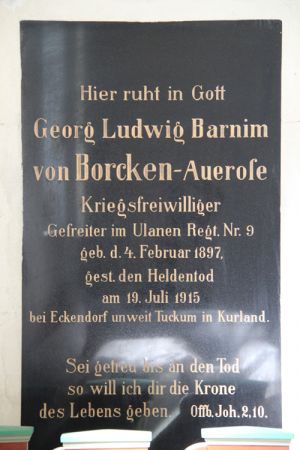 Hier ruht in Gott
Georg Ludwig Barnim
von Borcken-Auerose
Kriegsfreiwilliger
Gefreiter im Ulanen Regt. Nr. 9
geb. d. 4. Februar 1897,
gest. den Heldentod
am 19. Juli 1915
bei Eckendorf unweit Tuckum in Kurland.
Sei getreu bis an den Tod
so will ich dir die Krone
des Lebens geben. Offb. Joh. 2,10.